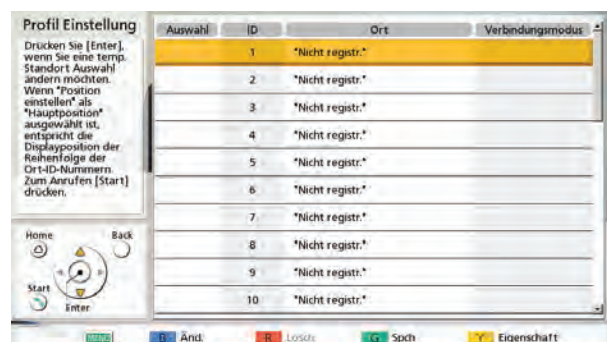 Profil Einstellung
Drücken Sie [Enter],
wenn Sie eine temp.
Standort Auswahl
ändern möchten.
Wenn "Position
einstellen" als
"Hauptposition"
ausgewählt ist,
entspricht die
Displayposition der
Reihenfolge der
Ort-ID-Nummern.
Zum Anrufen [Start]
drücken.
Home Back
Start
Enter
Auswahl ID Ort Verbindungsmodus
1 "Nicht registr."
2 "Nicht registr."
3 "Nicht registr."
4 "Nicht registr."
5 "Nicht registr."
6 "Nicht registr."
7 "Nicht registr."
8 "Nicht registr."
9 "Nicht registr."
10 "Nicht registr."
MENU B Änd. R Lösch. G Spch Y Eigenschaft